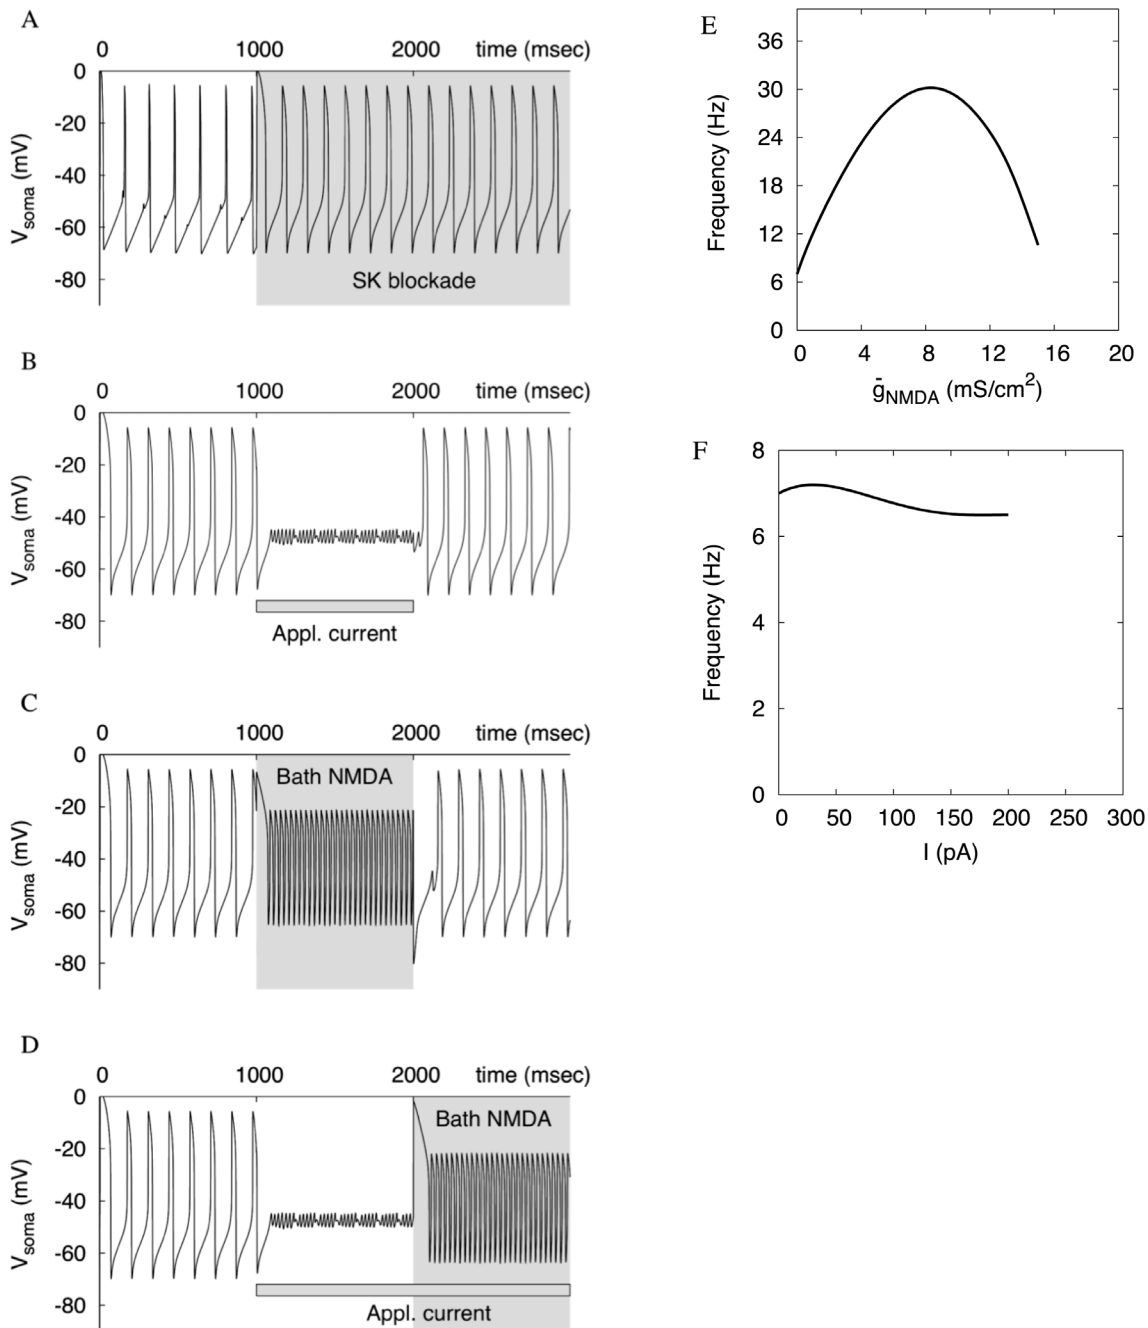 A
0 1000 2000 time (msec)
0
-20
-40
-60
-80
V_soma (mV)
SK blockade
B
0 1000 2000 time (msec)
0
-20
-40
-60
-80
V_soma (mV)
Appl. current
C
0 1000 2000 time (msec)
0
-20
-40
-60
-80
V_soma (mV)
Bath NMDA
D
0 1000 2000 time (msec)
0
-20
-40
-60
-80
V_soma (mV)
Bath NMDA
Appl. current
E
36
30
24
18
12
6
0
Frequency (Hz)
0 4 8 12 16 20
ḡ_NMDA (mS/cm²)
F
8
6
4
2
0
Frequency (Hz)
0 50 100 150 200 250 300
I (pA)